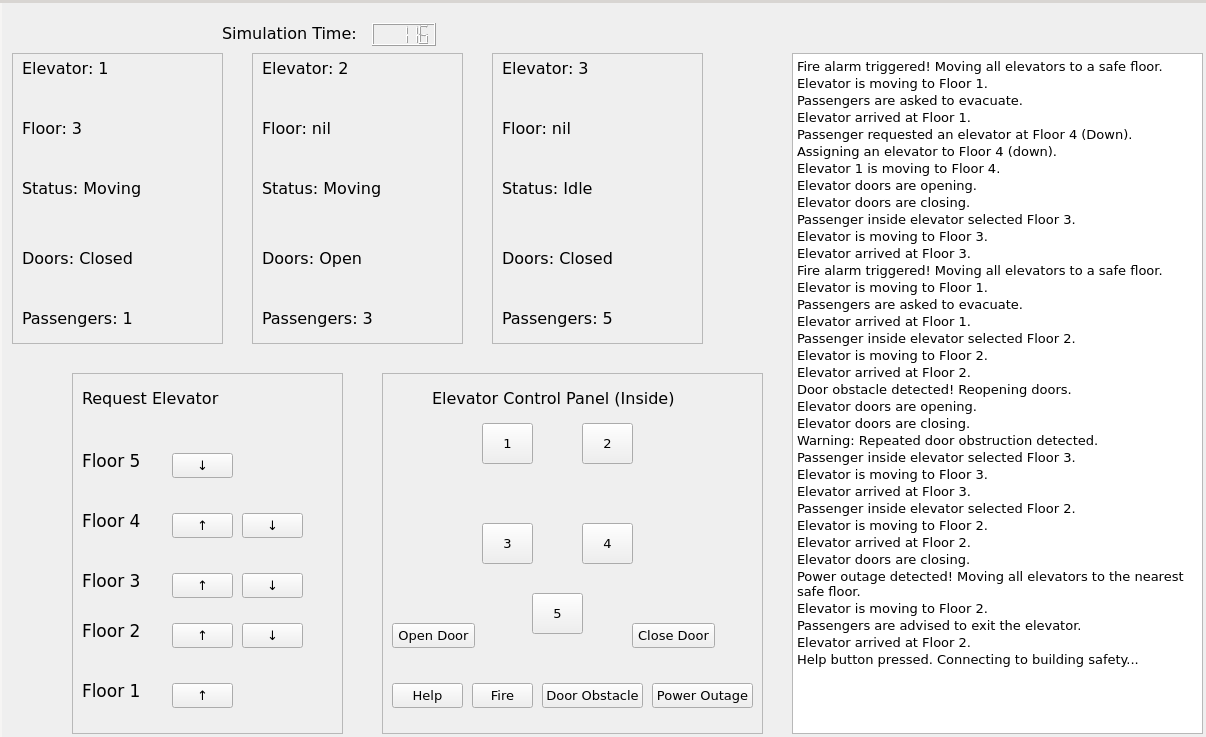 Simulation Time: 116
Elevator: 1
Floor: 3
Status: Moving
Doors: Closed
Passengers: 1
Elevator: 2
Floor: nil
Status: Moving
Doors: Open
Passengers: 3
Elevator: 3
Floor: nil
Status: Idle
Doors: Closed
Passengers: 5
Request Elevator
Floor 5 ↓
Floor 4 ↑ ↓
Floor 3 ↑ ↓
Floor 2 ↑ ↓
Floor 1 ↑
Elevator Control Panel (Inside)
1 2
3 4
5
Open Door Close Door
Help Fire Door Obstacle Power Outage
Fire alarm triggered! Moving all elevators to a safe floor.
Elevator is moving to Floor 1.
Passengers are asked to evacuate.
Elevator arrived at Floor 1.
Passenger requested an elevator at Floor 4 (Down).
Assigning an elevator to Floor 4 (down).
Elevator 1 is moving to Floor 4.
Elevator doors are opening.
Elevator doors are closing.
Passenger inside elevator selected Floor 3.
Elevator is moving to Floor 3.
Elevator arrived at Floor 3.
Fire alarm triggered! Moving all elevators to a safe floor.
Elevator is moving to Floor 1.
Passengers are asked to evacuate.
Elevator arrived at Floor 1.
Passenger inside elevator selected Floor 2.
Elevator is moving to Floor 2.
Elevator arrived at Floor 2.
Door obstacle detected! Reopening doors.
Elevator doors are opening.
Elevator doors are closing.
Warning: Repeated door obstruction detected.
Passenger inside elevator selected Floor 3.
Elevator is moving to Floor 3.
Elevator arrived at Floor 3.
Passenger inside elevator selected Floor 2.
Elevator is moving to Floor 2.
Elevator arrived at Floor 2.
Elevator doors are closing.
Power outage detected! Moving all elevators to the nearest
safe floor.
Elevator is moving to Floor 2.
Passengers are advised to exit the elevator.
Elevator arrived at Floor 2.
Help button pressed. Connecting to building safety...